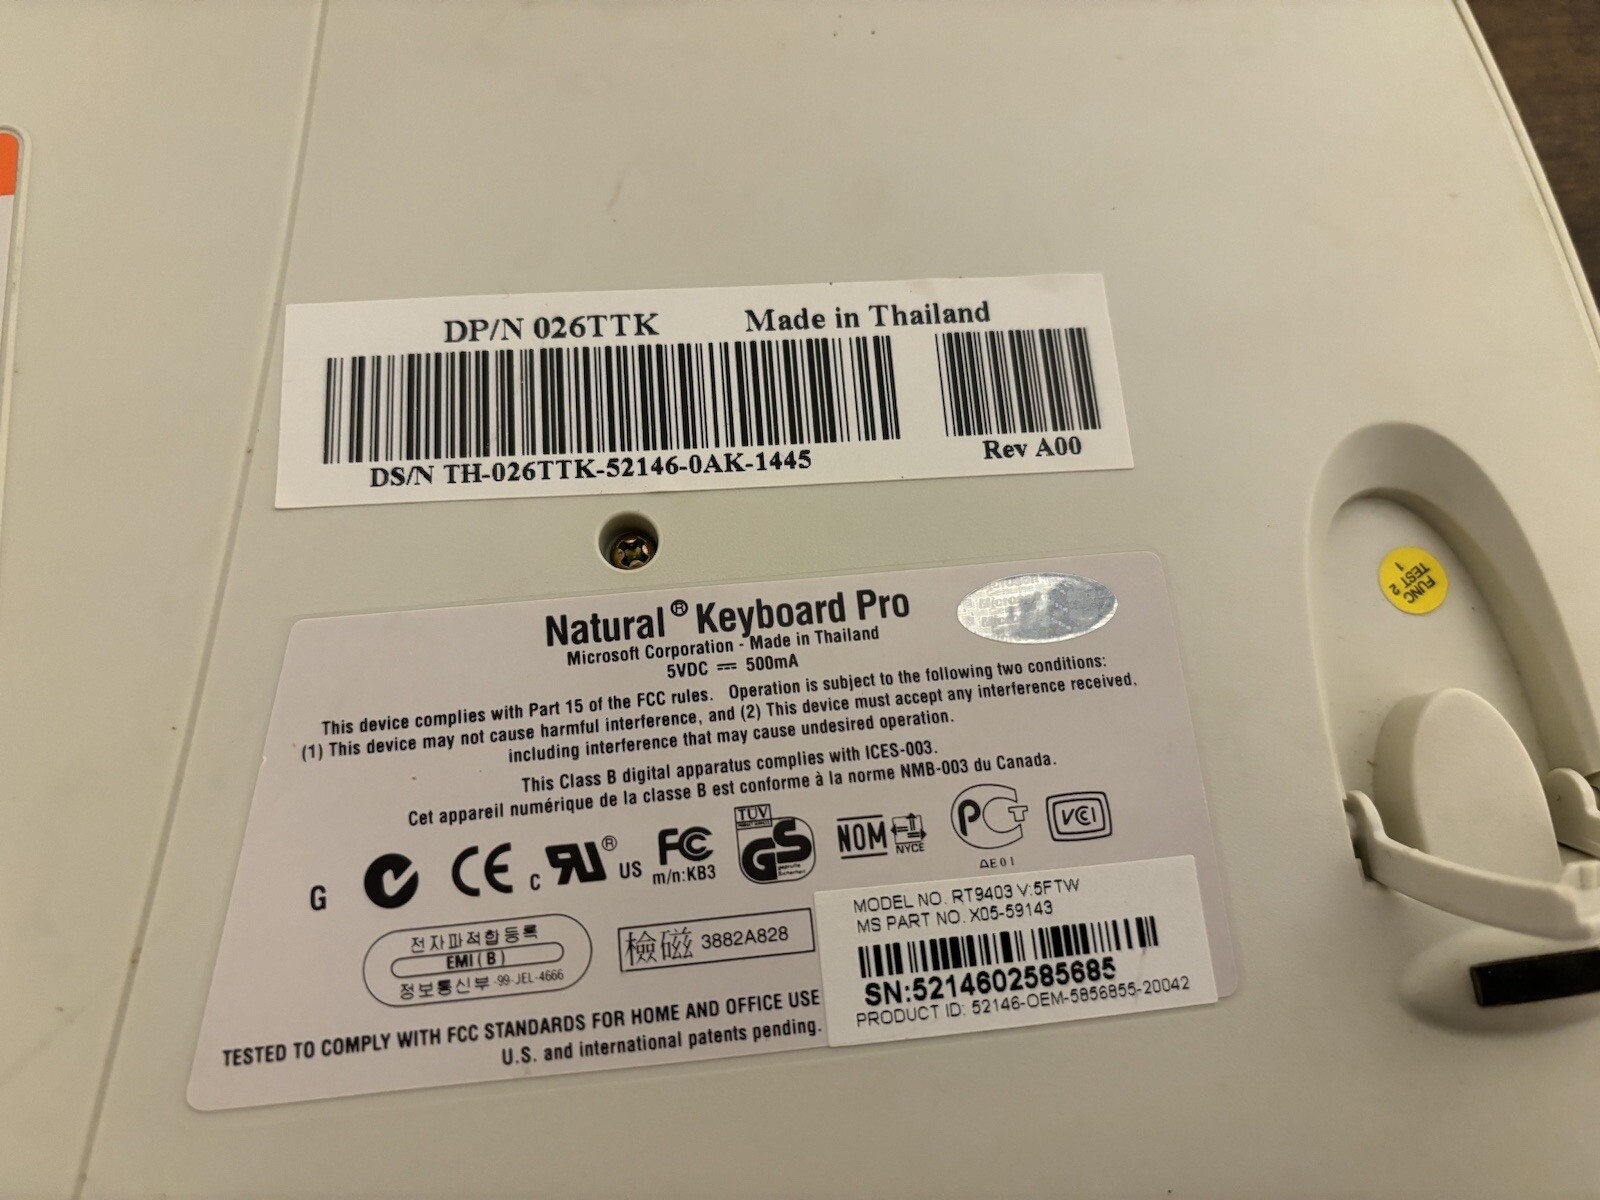 DP/N 026TTK Made in Thailand
DS/N TH-026TTK-52146-0AK-1445 Rev A00
FUNC
TEST 2
1
Natural® Keyboard Pro
Microsoft Corporation - Made in Thailand
5VDC ⎓ 500mA
This device complies with Part 15 of the FCC rules. Operation is subject to the following two conditions:
(1) This device may not cause harmful interference, and (2) This device must accept any interference received,
including interference that may cause undesired operation.
This Class B digital apparatus complies with ICES-003.
Cet appareil numérique de la classe B est conforme à la norme NMB-003 du Canada.
G CE c RU® US FC m/n:KB3 TUV GS geprüfte Sicherheit NOM NYCE PCT AE01 VCI
전자파적합등록
EMI (B)
정보통신부-99-JEL-4666
檢磁 3882A828
TESTED TO COMPLY WITH FCC STANDARDS FOR HOME AND OFFICE USE
U.S. and international patents pending.
MODEL NO. RT9403 V:5FTW
MS PART NO. X05-59143
SN:5214602585685
PRODUCT ID: 52146-OEM-5856855-20042